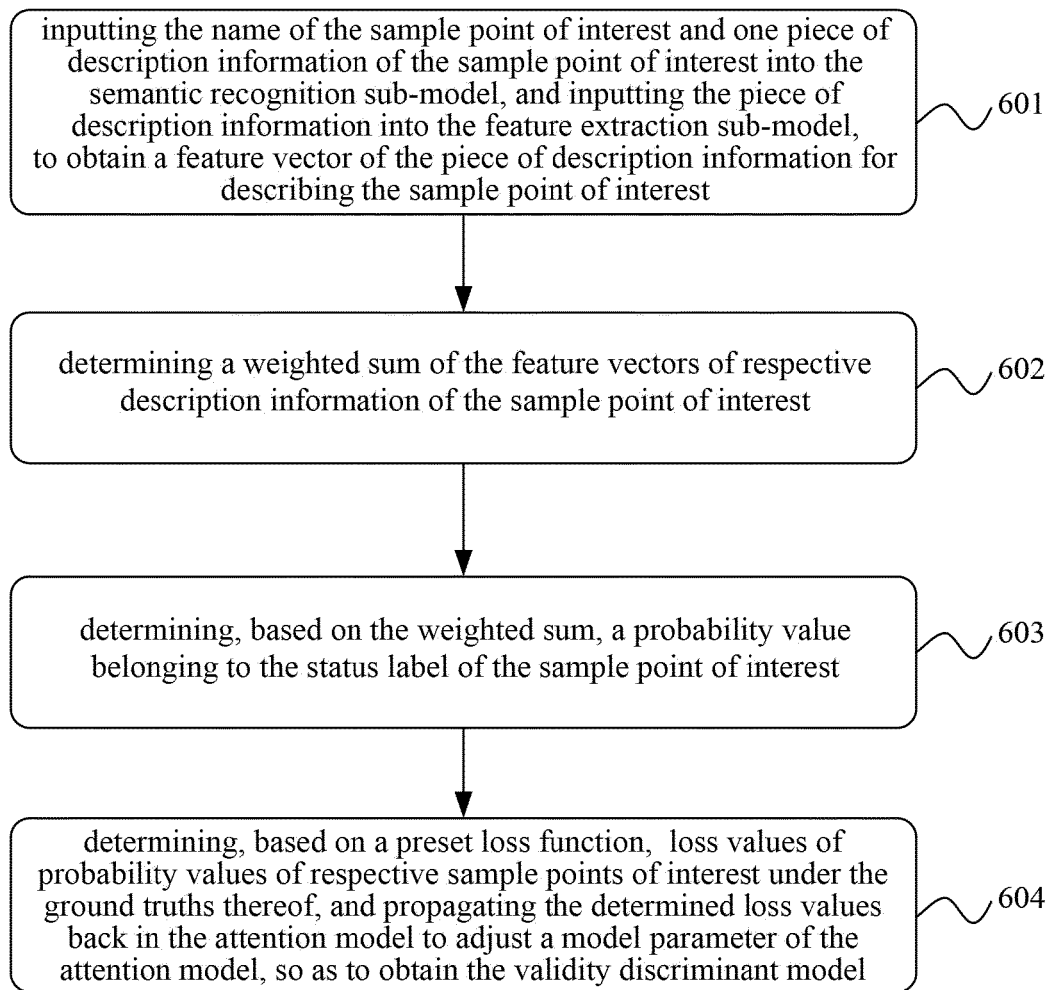 inputting the name of the sample point of interest and one piece of
description information of the sample point of interest into the
semantic recognition sub-model, and inputting the piece of
description information into the feature extraction sub-model,
to obtain a feature vector of the piece of description information for
describing the sample point of interest
601
determining a weighted sum of the feature vectors of respective
description information of the sample point of interest
602
determining, based on the weighted sum, a probability value
belonging to the status label of the sample point of interest
603
determining, based on a preset loss function, loss values of
probability values of respective sample points of interest under the
ground truths thereof, and propagating the determined loss values
back in the attention model to adjust a model parameter of the
attention model, so as to obtain the validity discriminant model
604